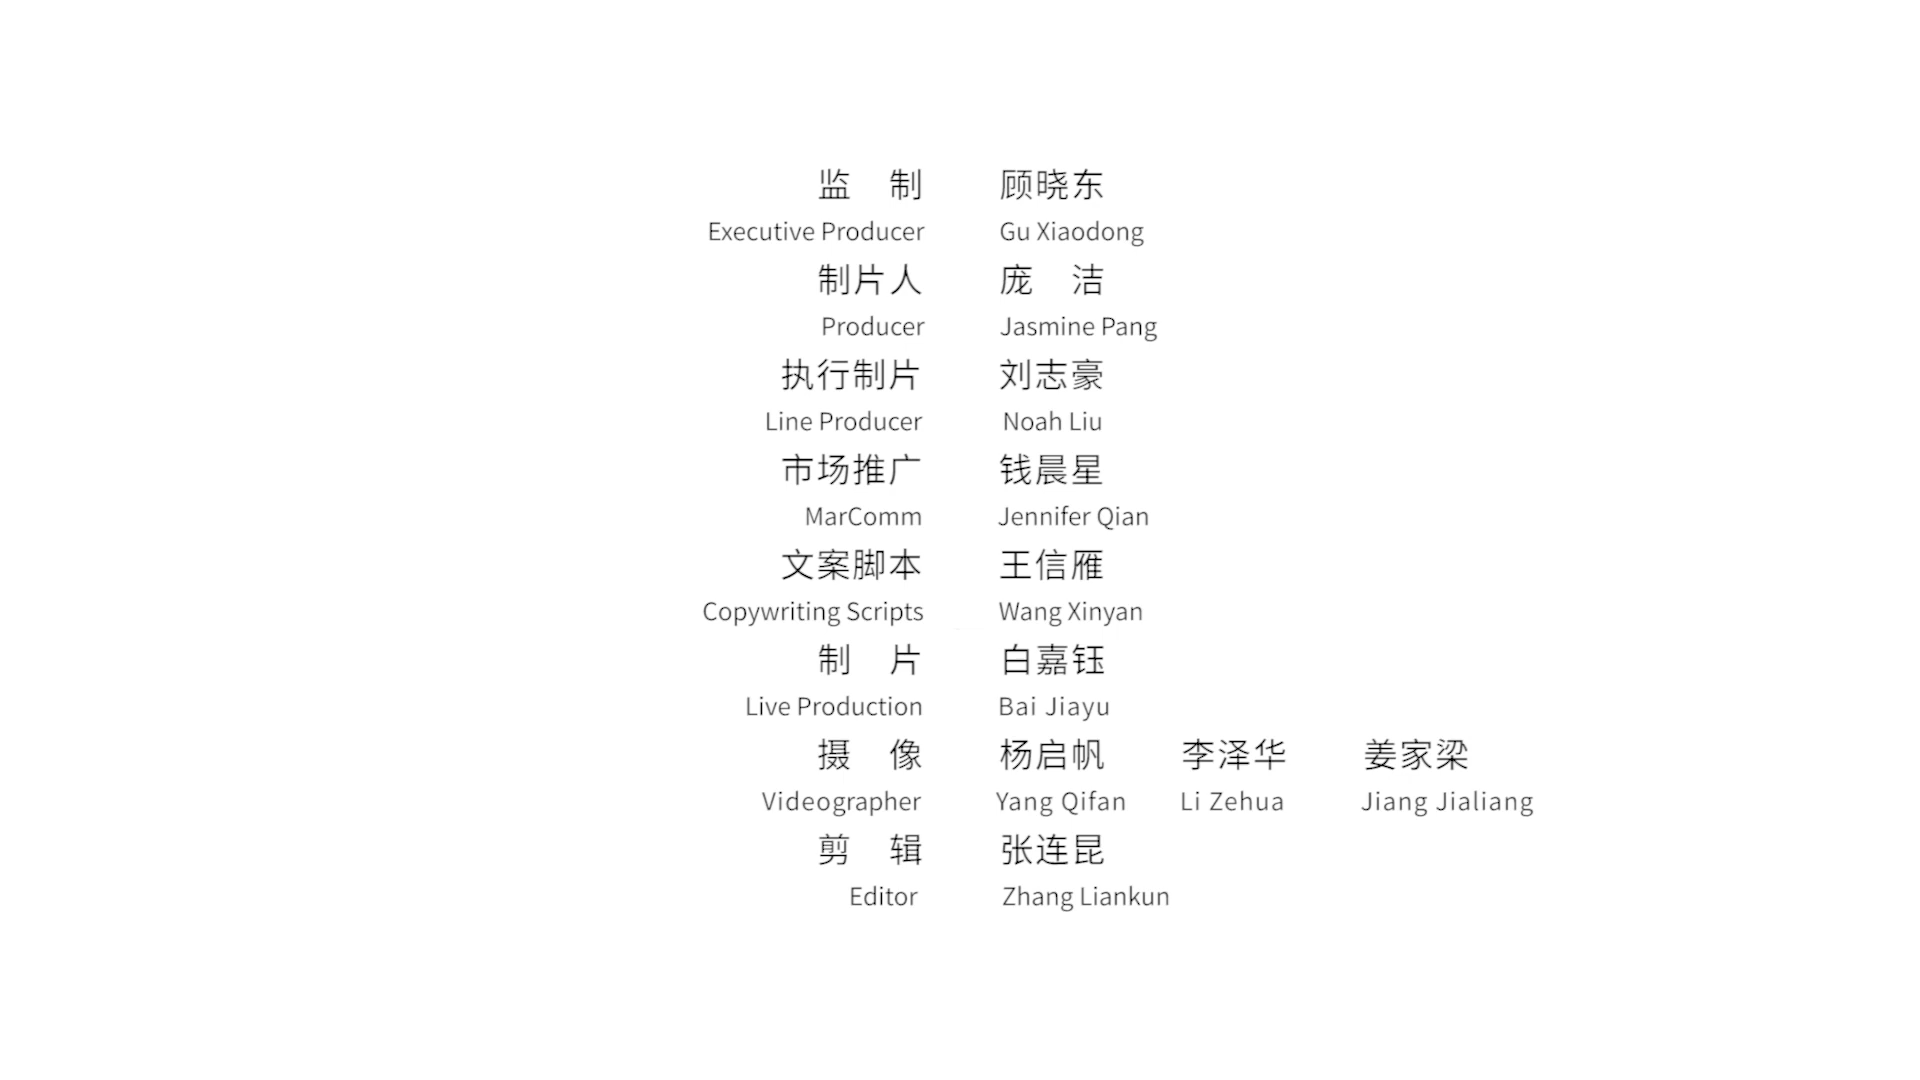 监 制 顾晓东
Executive Producer Gu Xiaodong
制片人 庞 洁
Producer Jasmine Pang
执行制片 刘志豪
Line Producer Noah Liu
市场推广 钱晨星
MarComm Jennifer Qian
文案脚本 王信雁
Copywriting Scripts Wang Xinyan
制 片 白嘉钰
Live Production Bai Jiayu
摄 像 杨启帆 李泽华 姜家梁
Videographer Yang Qifan Li Zehua Jiang Jialiang
剪 辑 张连昆
Editor Zhang Liankun